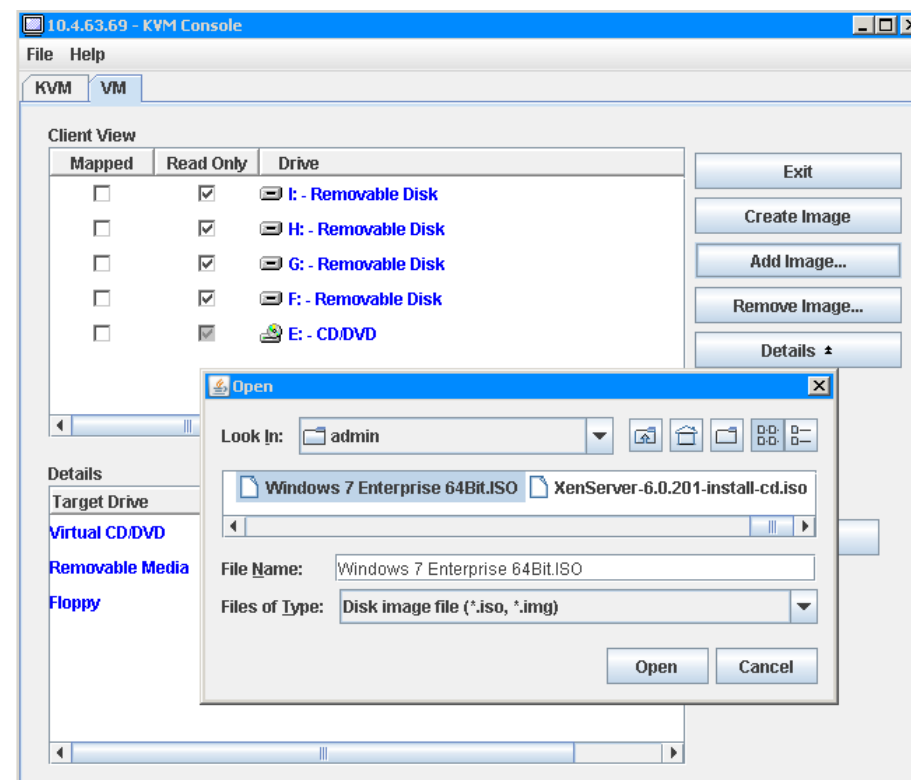 10.4.63.69 - KVM Console
File Help
KVM VM
Client View
Mapped Read Only Drive
I: - Removable Disk
H: - Removable Disk
G: - Removable Disk
F: - Removable Disk
E: - CD/DVD
Exit
Create Image
Add Image...
Remove Image...
Details
Open
Look In: admin
Windows 7 Enterprise 64Bit.ISO XenServer-6.0.201-install-cd.iso
File Name: Windows 7 Enterprise 64Bit.ISO
Files of Type: Disk image file (*.iso, *.img)
Open Cancel
Details
Target Drive
Virtual CD/DVD
Removable Media
Floppy